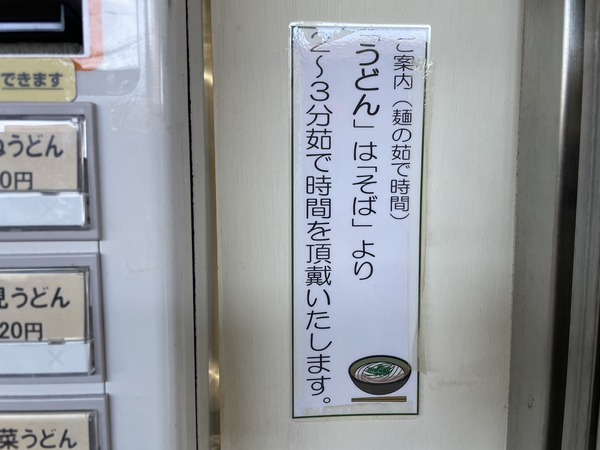 ご案内（麺の茹で時間）
「うどん」は「そば」より
２～３分茹で時間を頂戴いたします。
できます
うどん
0円
見うどん
20円
菜うどん